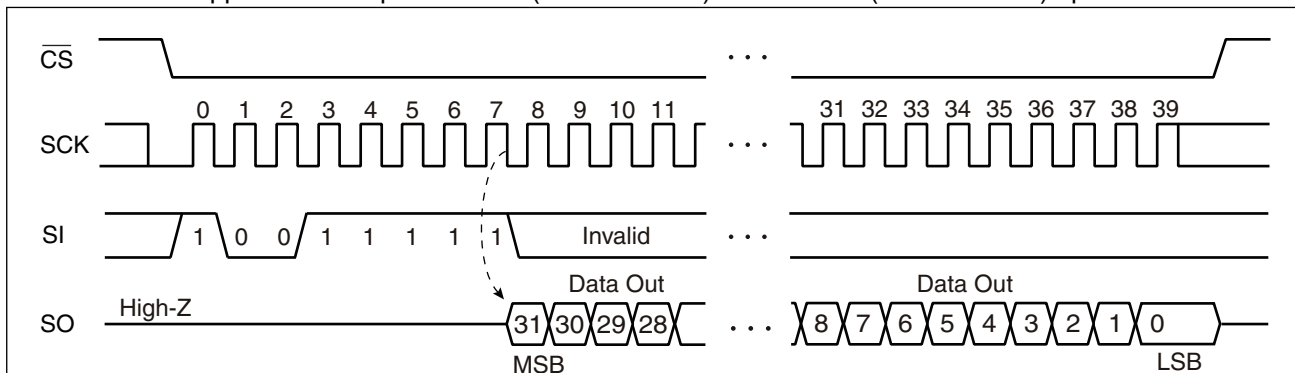 CS
0 1 2 3 4 5 6 7 8 9 10 11 31 32 33 34 35 36 37 38 39
SCK
SI 1 0 0 1 1 1 1 1 Invalid
Data Out Data Out
High-Z
SO 31 30 29 28 8 7 6 5 4 3 2 1 0
MSB LSB